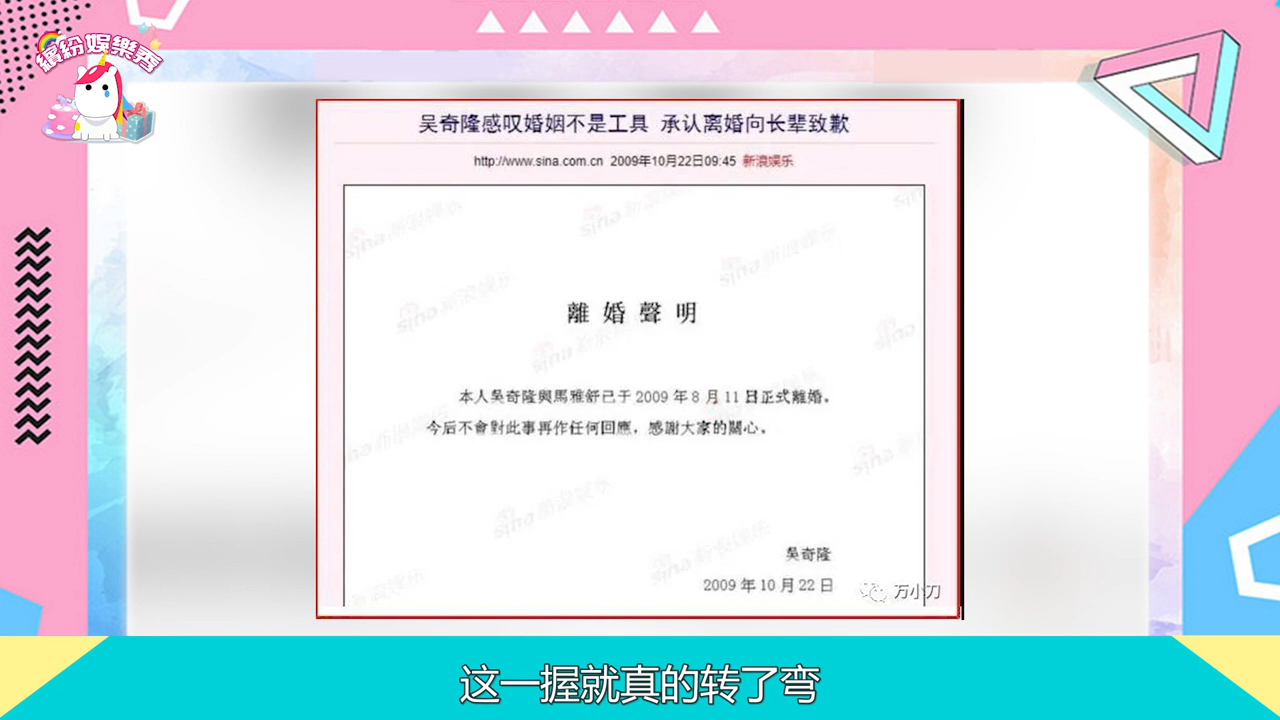 繽紛娛樂秀
吴奇隆感叹婚姻不是工具 承认离婚向长辈致歉
http://www.sina.com.cn 2009年10月22日09:45 新浪娱乐
離婚聲明
本人吳奇隆與馬雅舒已于 2009 年 8 月 11 日正式離婚。
今后不會對此事再作任何回應，感謝大家的關心。
吳奇隆
2009 年 10 月 22 日
万小刀
这一握就真的转了弯